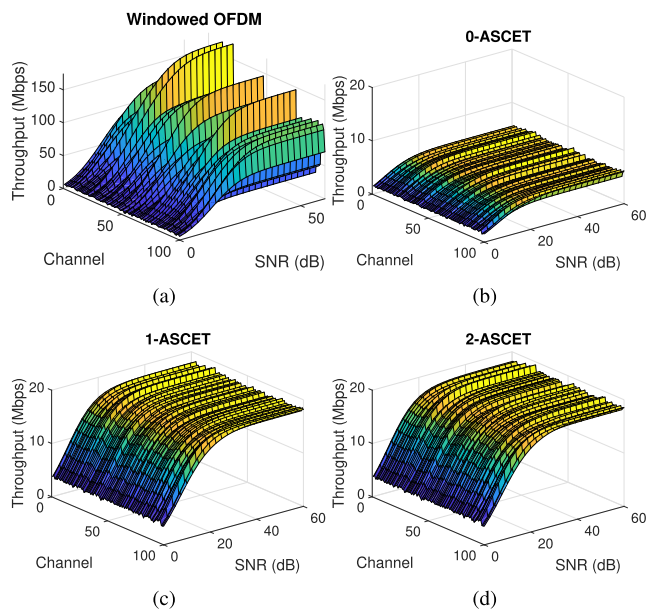 Windowed OFDM
Throughput (Mbps)
150
100
50
0
0
50
100
Channel
0
50
SNR (dB)
(a)
0-ASCET
Throughput (Mbps)
20
10
0
0
50
100
Channel
0
20
40
60
SNR (dB)
(b)
1-ASCET
Throughput (Mbps)
20
10
0
0
50
100
Channel
0
20
40
60
SNR (dB)
(c)
2-ASCET
Throughput (Mbps)
20
10
0
0
50
100
Channel
0
20
40
60
SNR (dB)
(d)